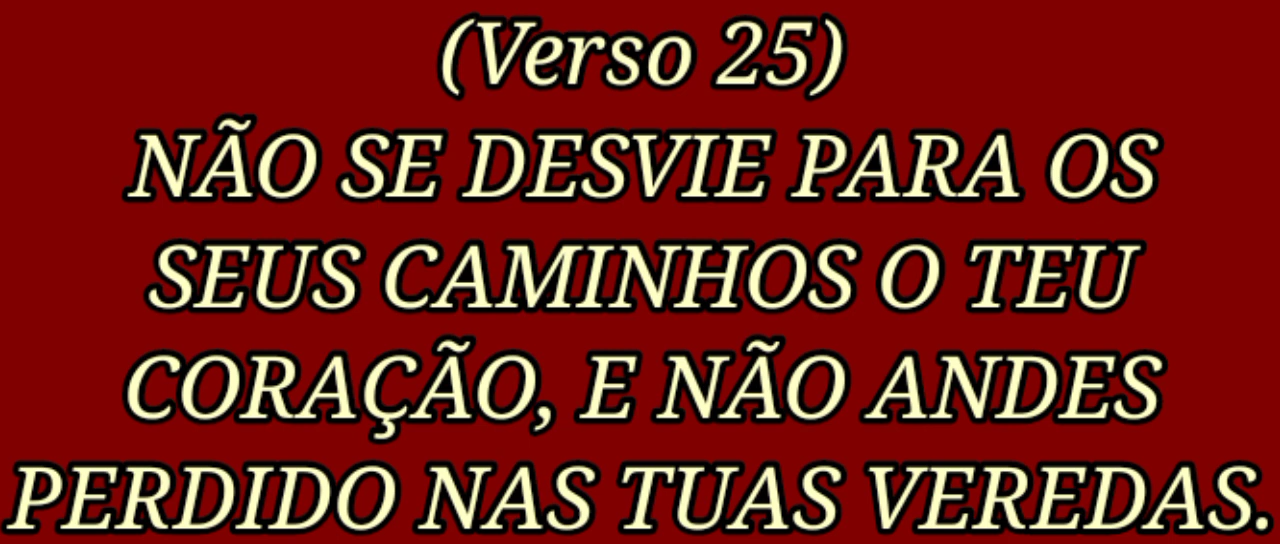 (Verso 25)
NÃO SE DESVIE PARA OS
SEUS CAMINHOS O TEU
CORAÇÃO, E NÃO ANDES
PERDIDO NAS TUAS VEREDAS.